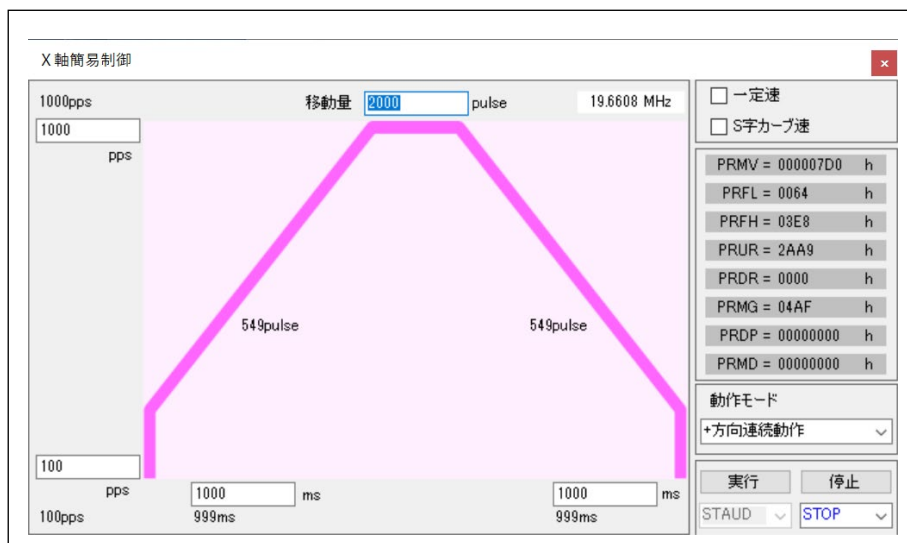 X軸簡易制御
×
1000pps
移動量 2000 pulse 19.6608 MHz
1000
pps
一定速
S字カーブ速
PRMV = 000007D0 h
PRFL = 0064 h
PRFH = 03E8 h
PRUR = 2AA9 h
PRDR = 0000 h
PRMG = 04AF h
PRDP = 00000000 h
PRMD = 00000000 h
549pulse 549pulse
動作モード
+方向連続動作
100
pps
100pps
1000 ms
999ms
1000 ms
999ms
実行 停止
STAUD STOP